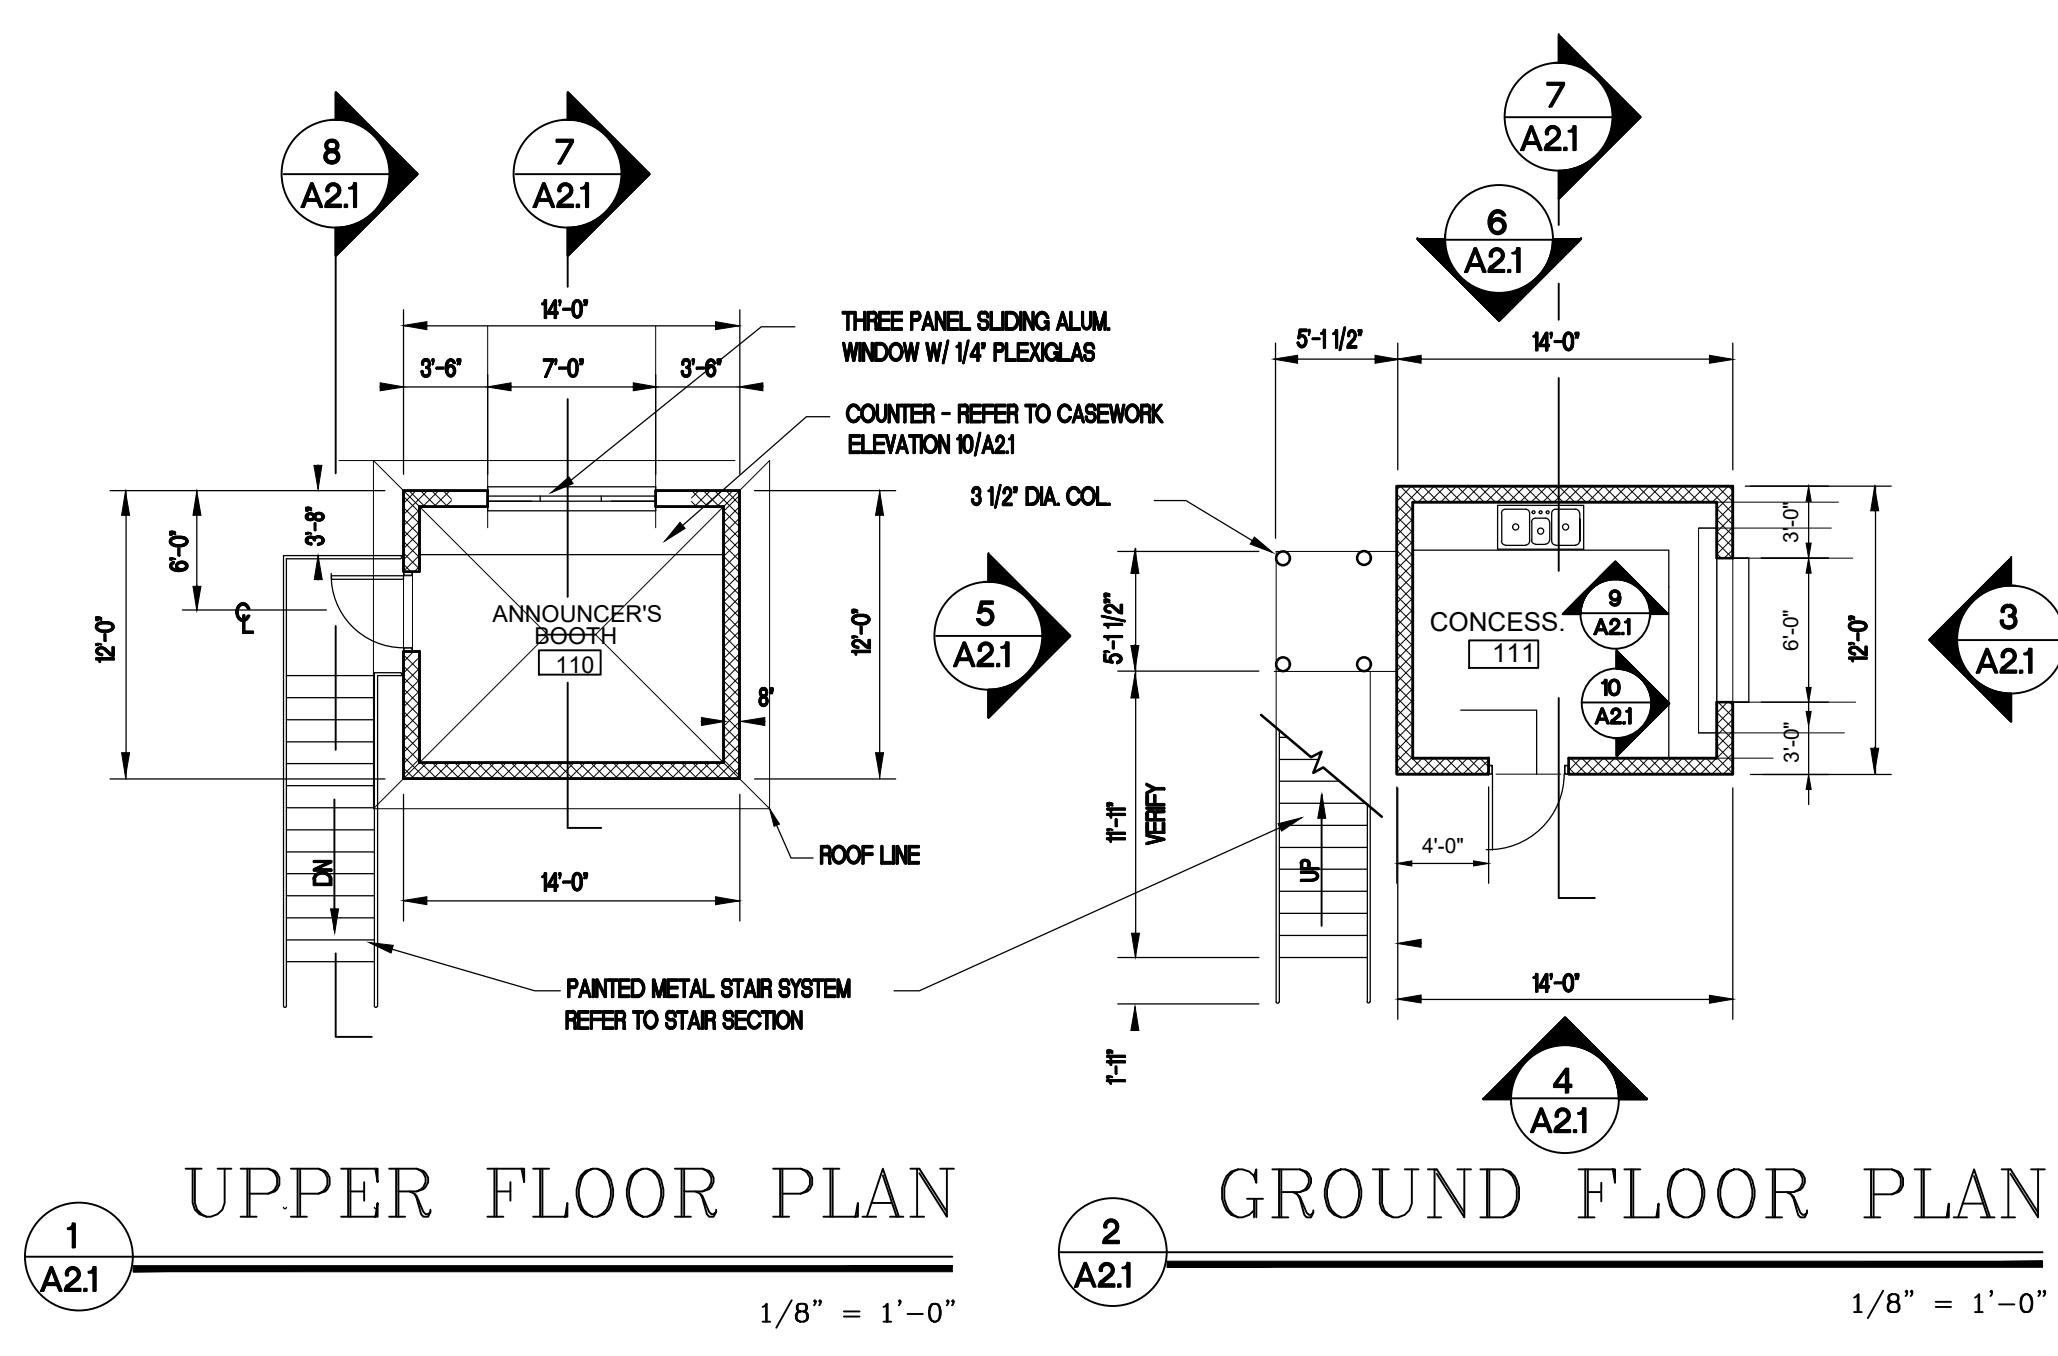 8
A2.1
7
A2.1
14'-0"
3'-6"
7'-0"
3'-6"
THREE PANEL SLIDING ALUM.
WINDOW W/ 1/4" PLEXIGLAS
COUNTER - REFER TO CASEWORK
ELEVATION 10/A2.1
3 1/2" DIA. COL.
12'-0"
6'-0"
3'-8"
℄
ANNOUNCER'S
BOOTH
110
12'-0"
8"
DN
ROOF LINE
14'-0"
PAINTED METAL STAIR SYSTEM
REFER TO STAIR SECTION
7
A2.1
6
A2.1
5'-1 1/2"
14'-0"
5
A2.1
5'-1 1/2"
11'-11"
VERIFY
1'-11"
UP
CONCESS.
111
9
A2.1
10
A2.1
3'-0"
6'-0"
3'-0"
12'-0"
3
A2.1
4'-0"
14'-0"
4
A2.1
UPPER FLOOR PLAN
1
A2.1
1/8" = 1'-0"
GROUND FLOOR PLAN
2
A2.1
1/8" = 1'-0"